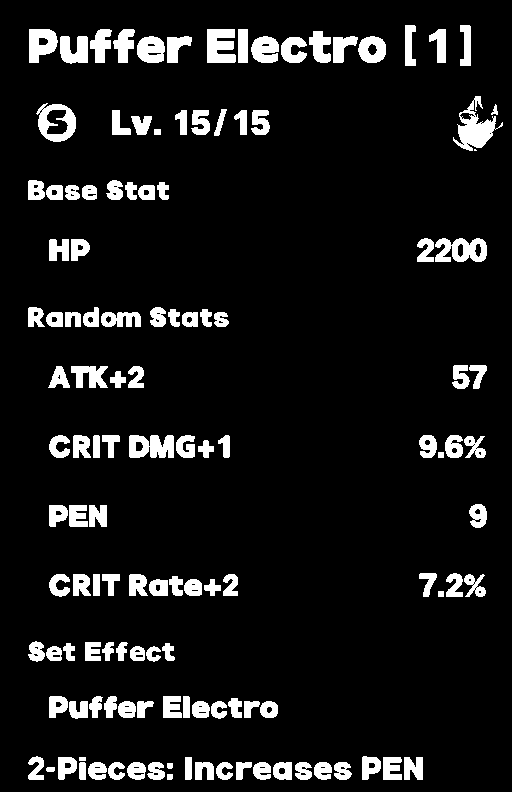 Puffer Electro [1]
S Lv. 15/15
Base Stat
HP 2200
Random Stats
ATK+2 57
CRIT DMG+1 9.6%
PEN 9
CRIT Rate+2 7.2%
Set Effect
Puffer Electro
2-Pieces: Increases PEN